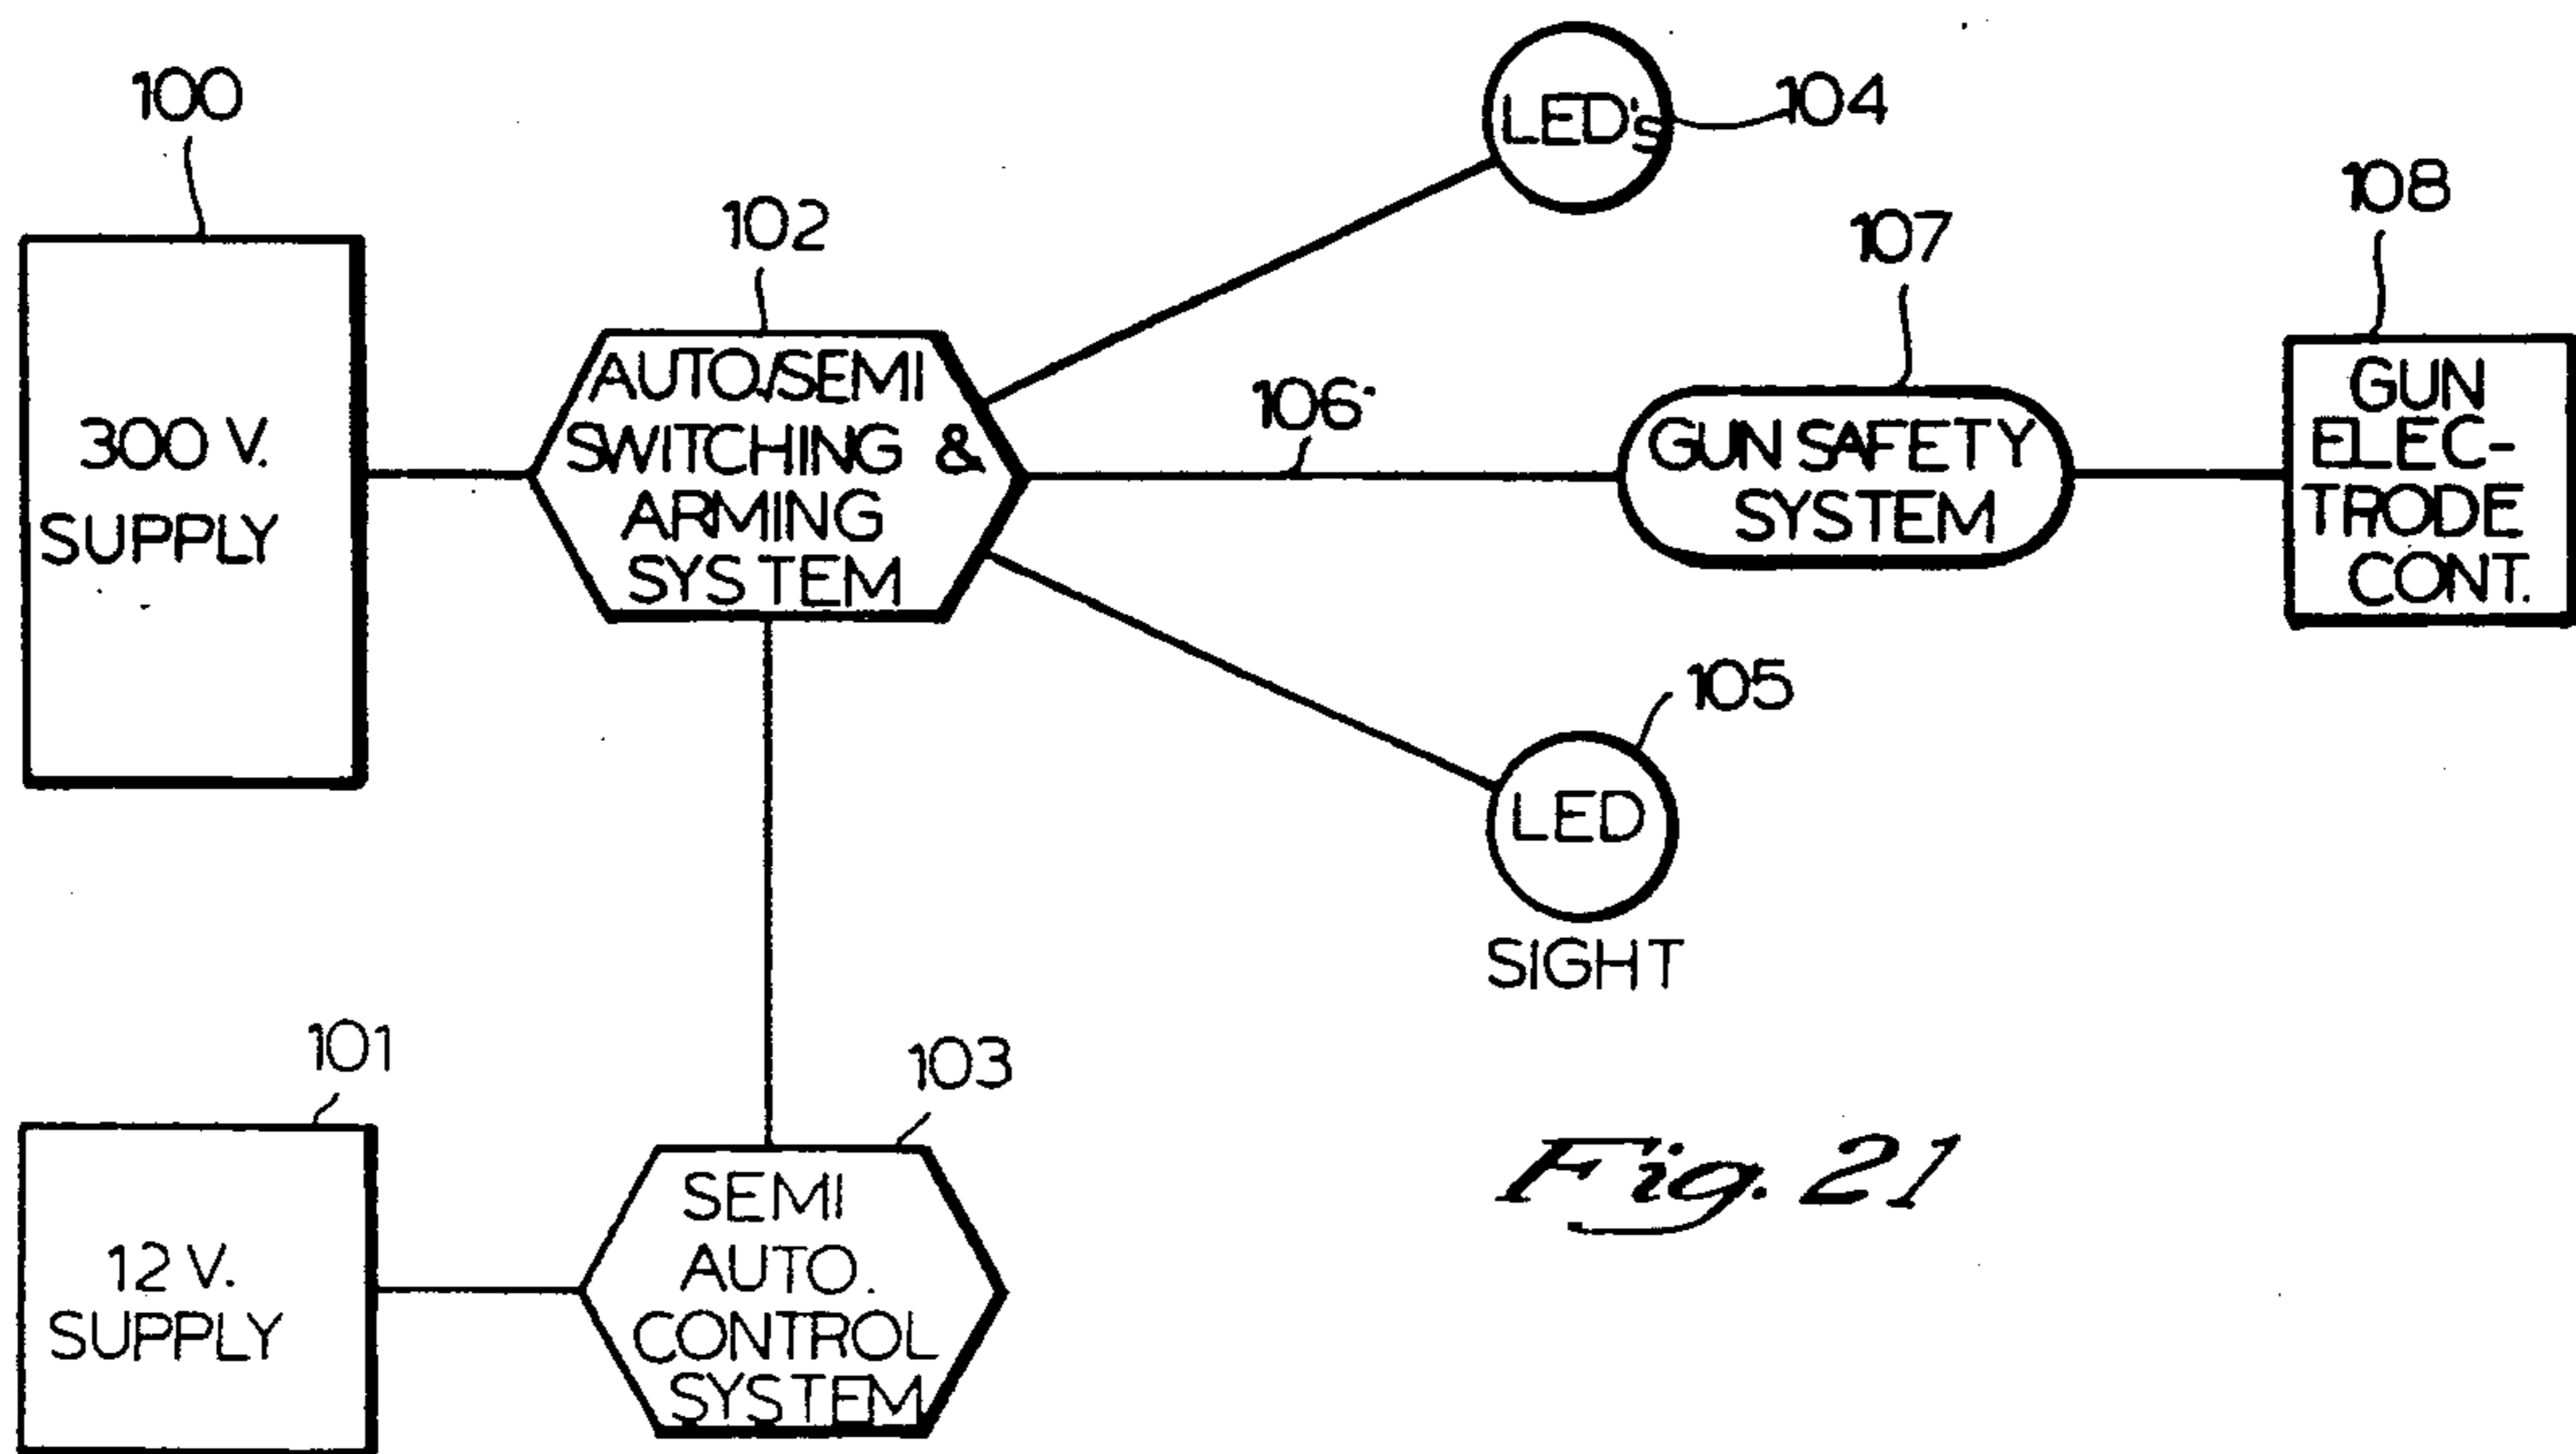 100
300 V.
SUPPLY
102
AUTO./SEMI
SWITCHING &
ARMING
SYSTEM
LED's
104
106
107
GUN SAFETY
SYSTEM
108
GUN
ELEC-
TRODE
CONT.
105
LED
SIGHT
101
12 V.
SUPPLY
103
SEMI
AUTO.
CONTROL
SYSTEM
Fig. 21